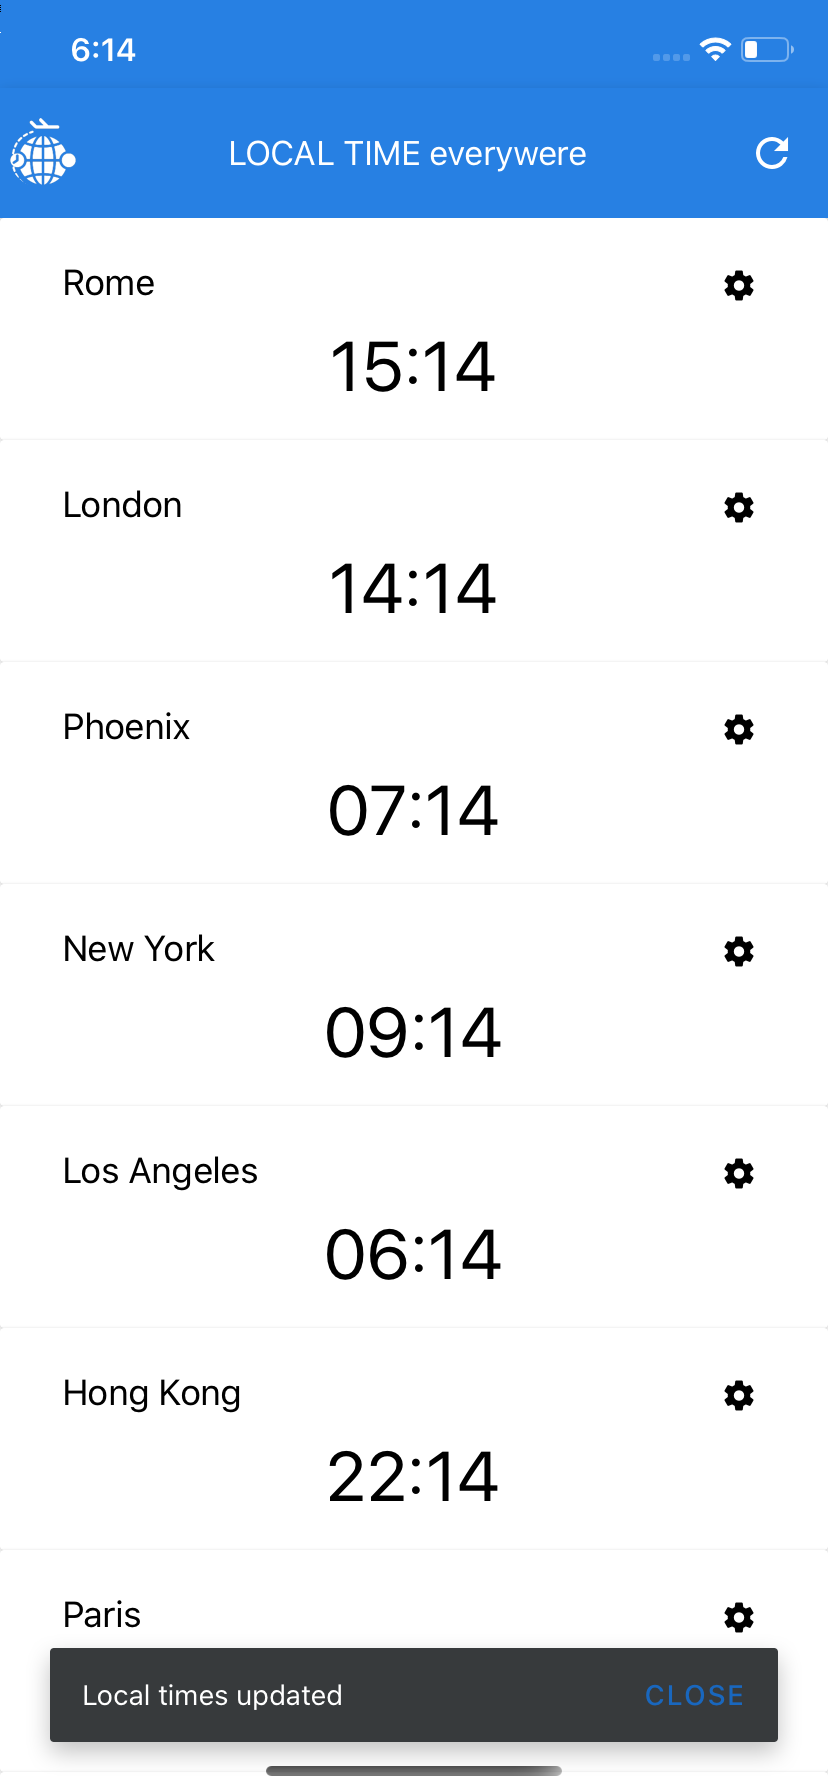 6:14
LOCAL TIME everywere
Rome
15:14
London
14:14
Phoenix
07:14
New York
09:14
Los Angeles
06:14
Hong Kong
22:14
Paris
Local times updated CLOSE